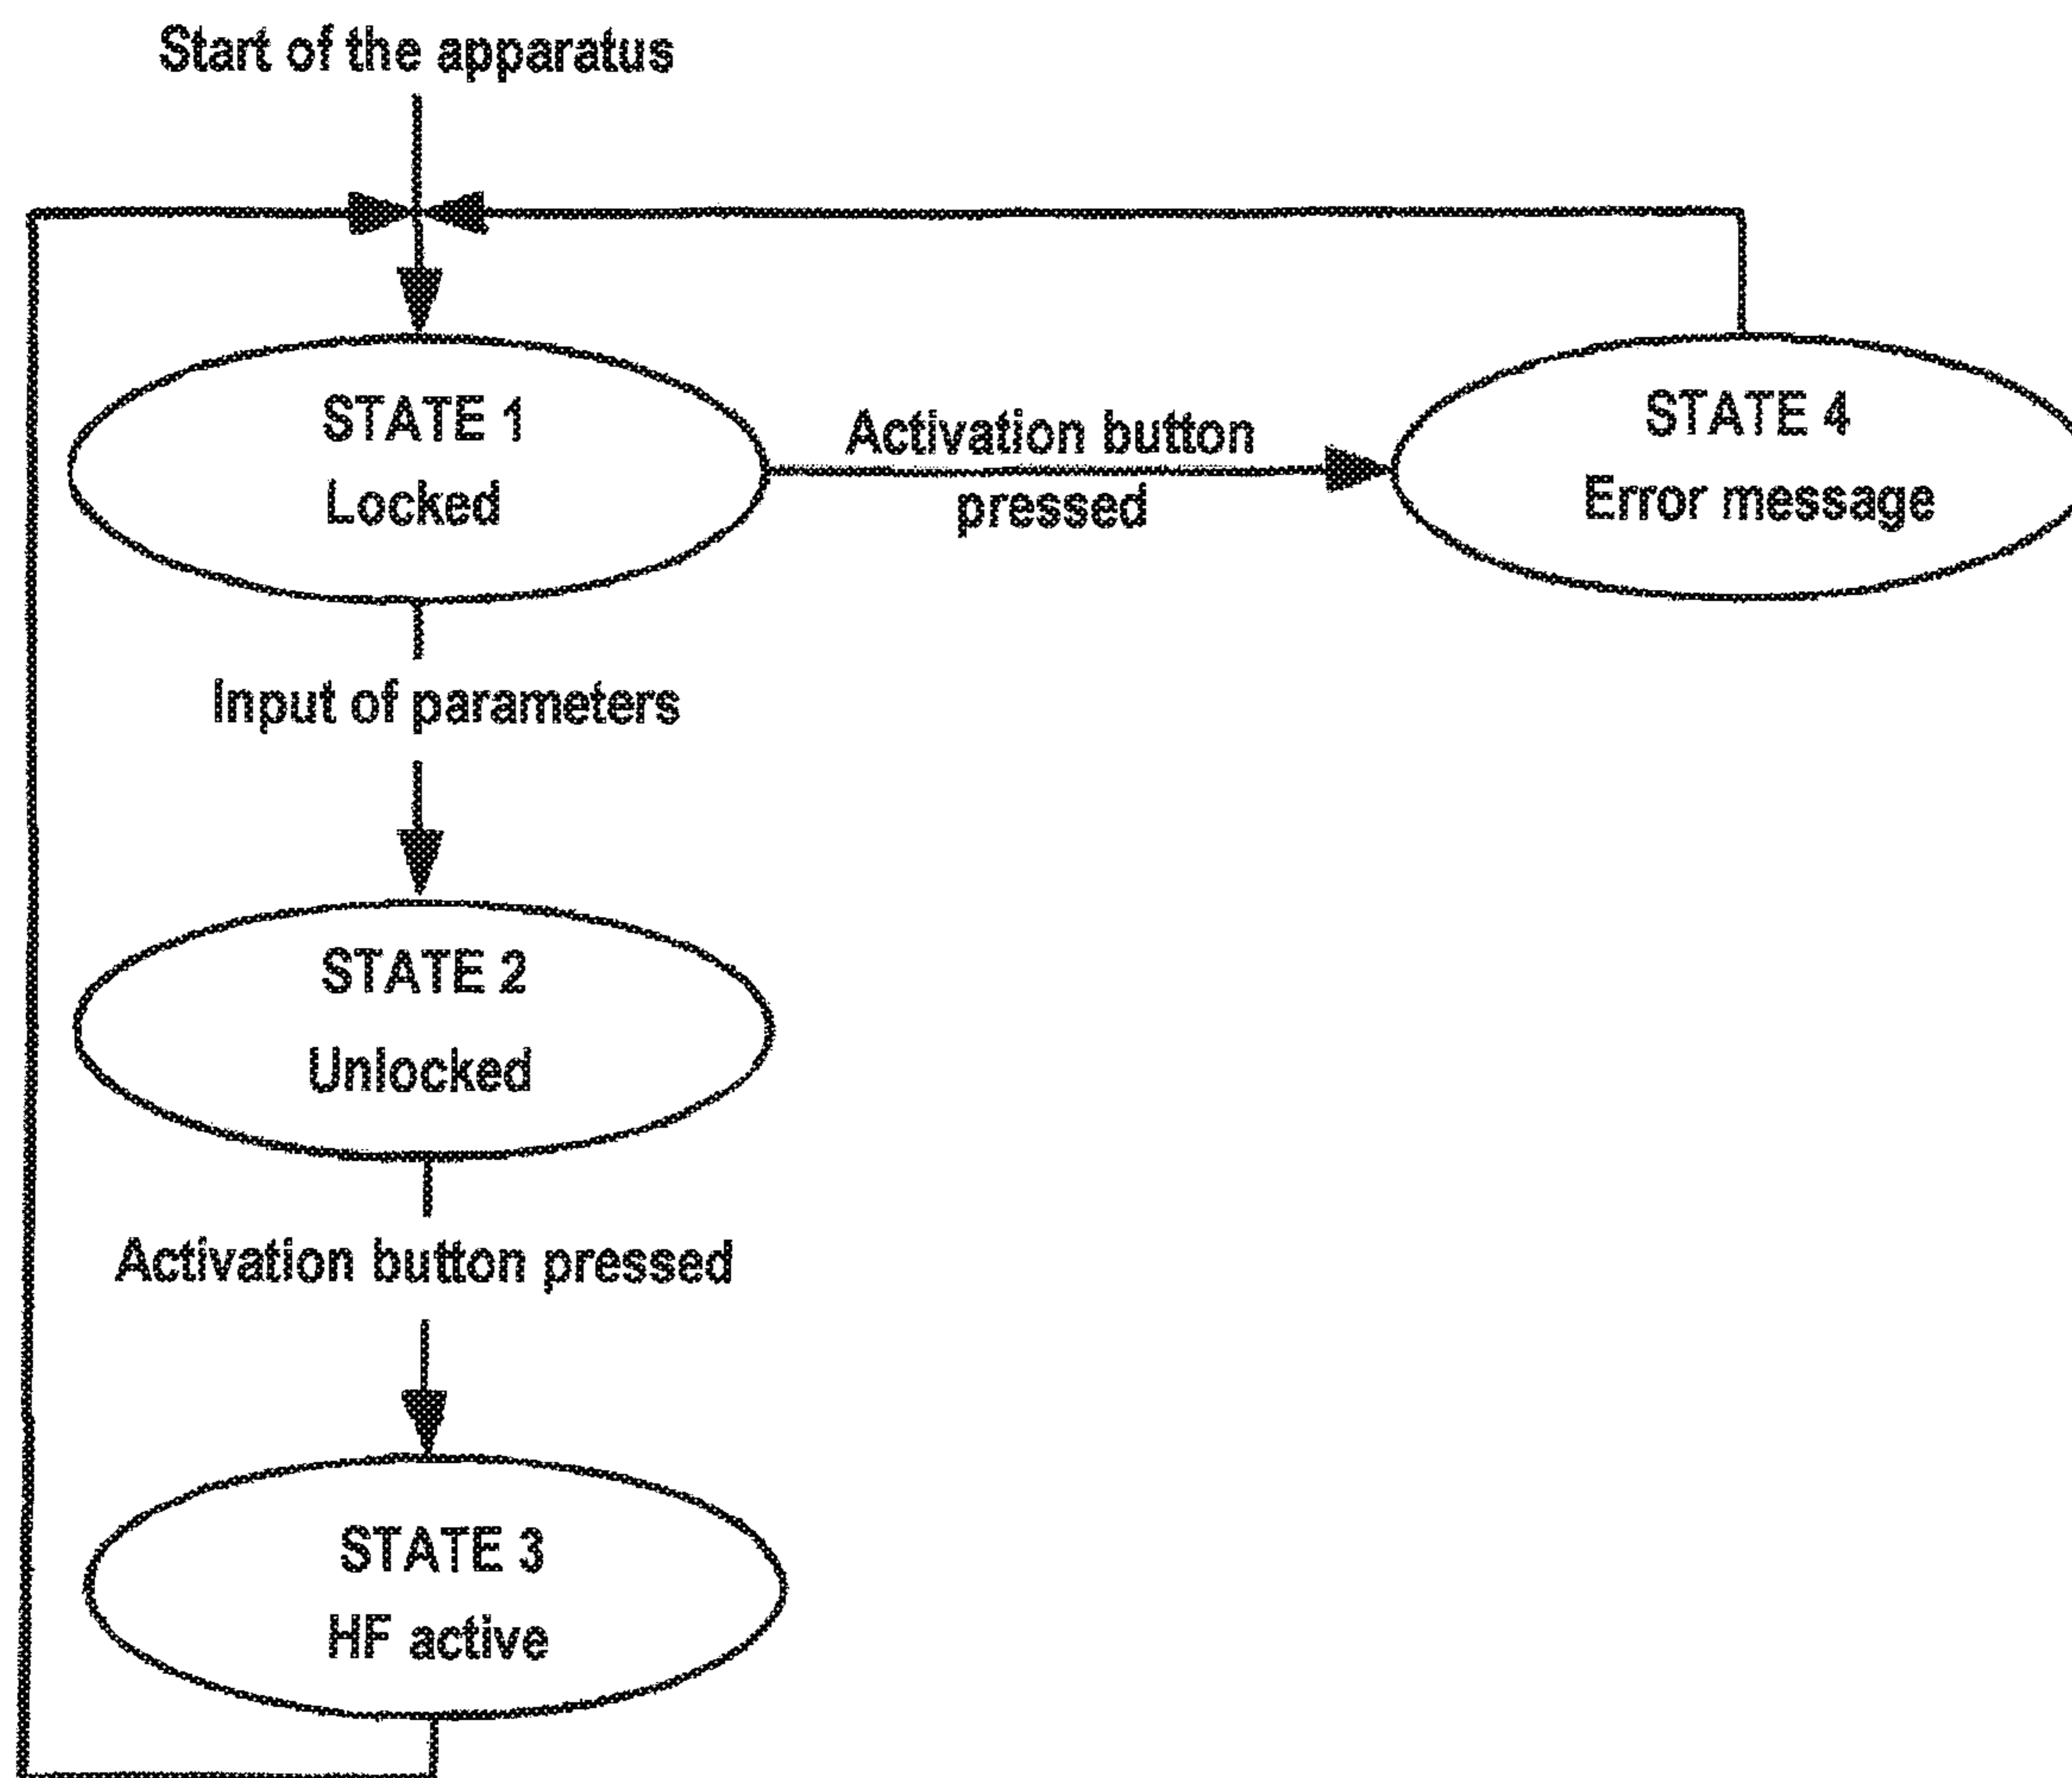 Start of the apparatus
STATE 1
Locked
Activation button
pressed
STATE 4
Error message
Input of parameters
STATE 2
Unlocked
Activation button pressed
STATE 3
HF active